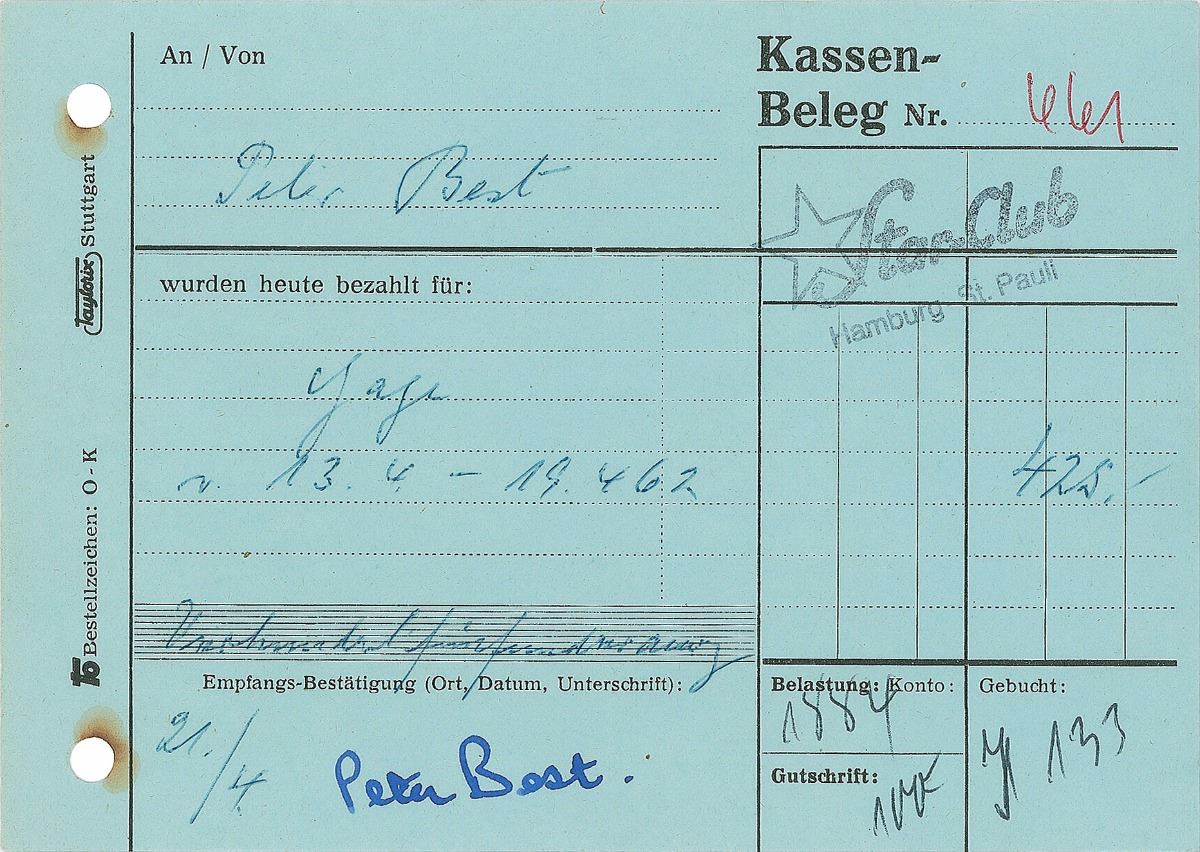 An / Von
Kassen-
Beleg Nr. 661
Peter Best
Star-Club
Hamburg St. Pauli
wurden heute bezahlt für:
Gage
v. 13. 4. - 19. 4 62
425.-
Vierhundertfünfundzwanzig
Empfangs-Bestätigung (Ort, Datum, Unterschrift):
Belastung: Konto:
Gebucht:
1884
133
21./4.
Peter Best.
Gutschrift:
Taylorix Stuttgart
Bestellzeichen: O - K